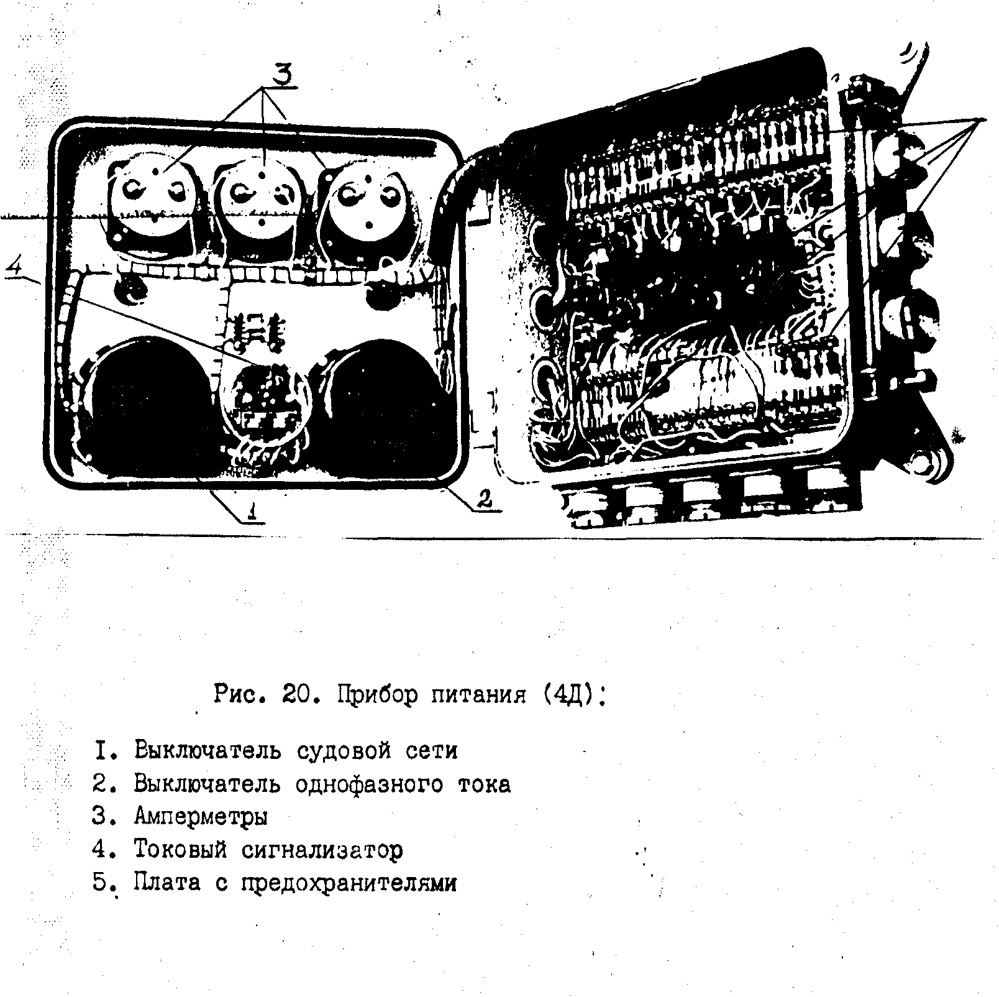 3
4
1
2
Рис. 20. Прибор питания (4Д):
I. Выключатель судовой сети
2. Выключатель однофазного тока
3. Амперметры
4. Токовый сигнализатор
5. Плата с предохранителями